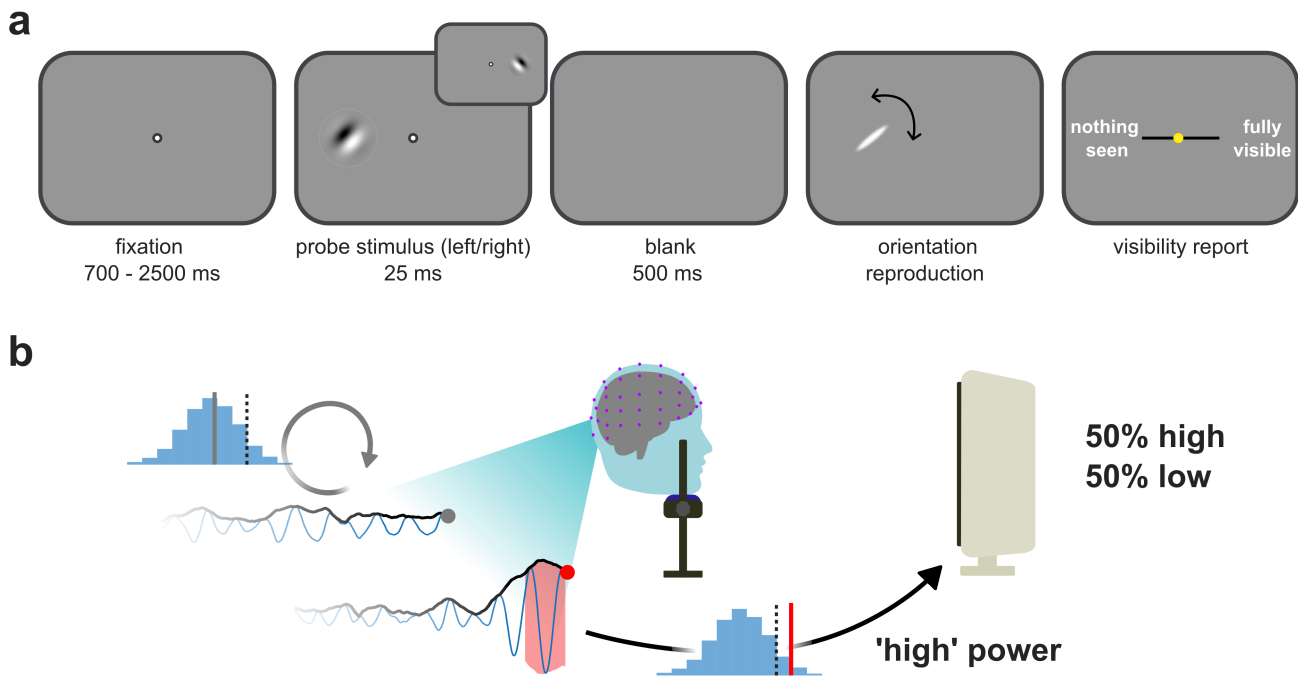 a
nothing
seen
fully
visible
fixation
700 - 2500 ms
probe stimulus (left/right)
25 ms
blank
500 ms
orientation
reproduction
visibility report
b
50% high
50% low
'high' power